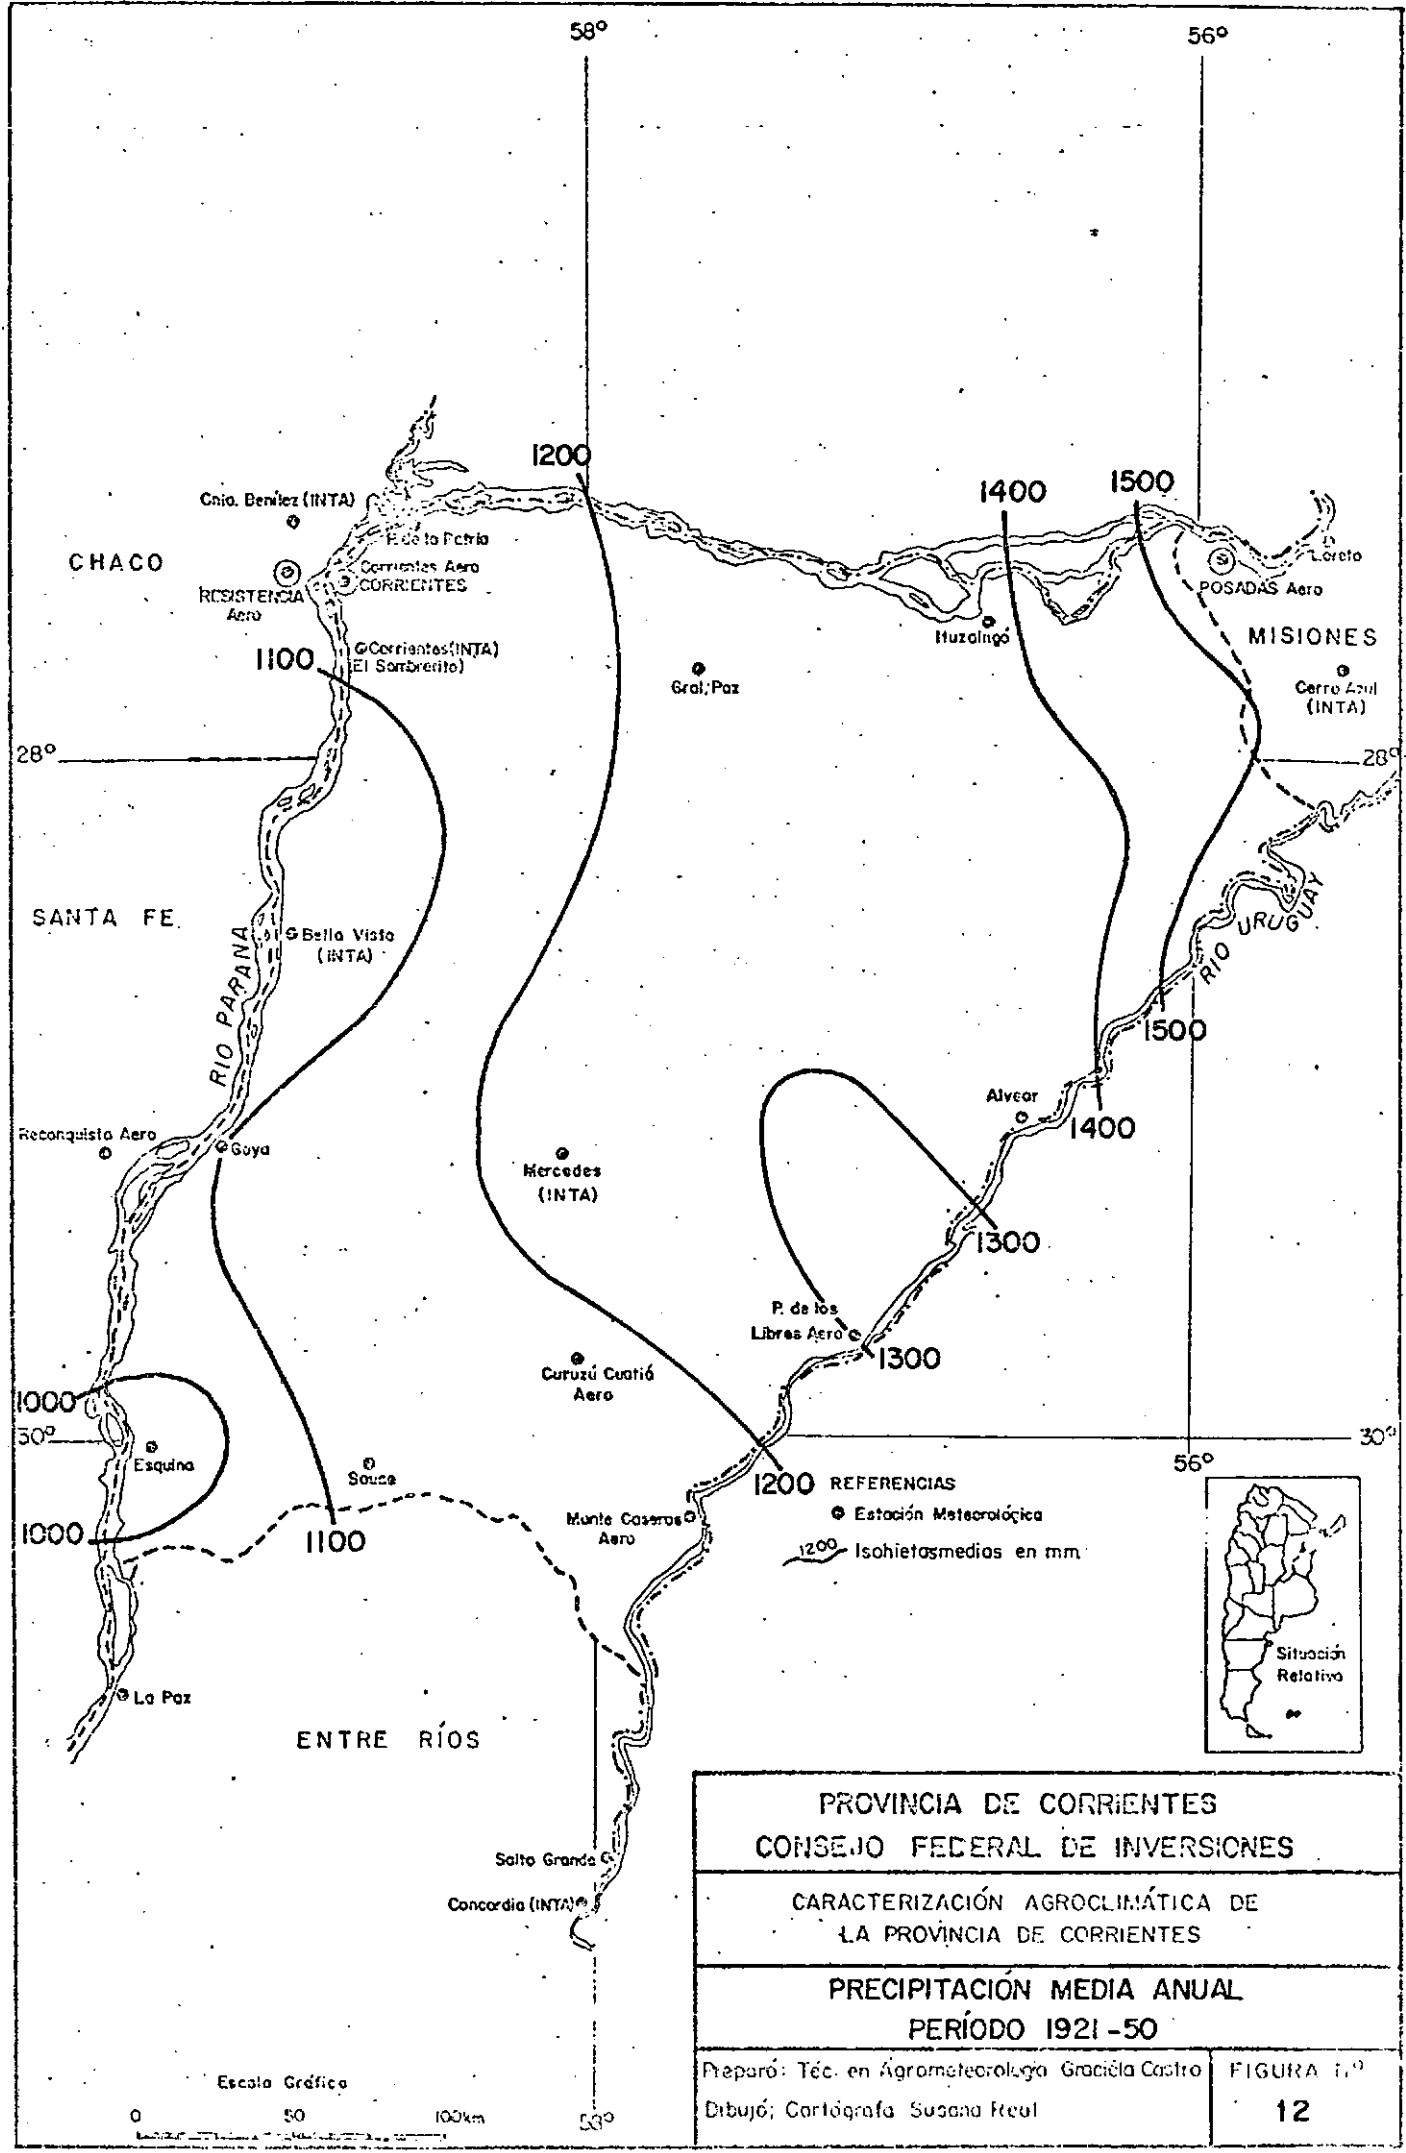 58º
56º
1200
1400
1500
Cnia. Benítez (INTA)
P. de la Patria
CHACO
Corrientes Aero
CORRIENTES
RESISTENCIA
Aero
Loreto
POSADAS Aero
Ituzaingó
MISIONES
Corrientes (INTA)
El Sombrerito)
1100
Gral. Paz
Cerro Azul
(INTA)
28º
28º
SANTA FE
Bella Vista
(INTA)
RIO PARANA
RIO URUGUAY
1500
Alvear
1400
Reconquista Aero
Goya
Mercedes
(INTA)
1300
P. de los
Libres Aero
1300
Curuzú Cuatiá
Aero
1000
30º
30º
Esquina
Sauce
56º
1200
REFERENCIAS
Estación Meteorológica
1200 Isohietas medias en mm
Monte Caseros
Aero
1000
1100
Situación
Relativa
La Paz
ENTRE RÍOS
PROVINCIA DE CORRIENTES
CONSEJO FEDERAL DE INVERSIONES
Salto Grande
Concordia (INTA)
CARACTERIZACIÓN AGROCLIMÁTICA DE
LA PROVINCIA DE CORRIENTES
PRECIPITACIÓN MEDIA ANUAL
PERÍODO 1921-50
Preparó: Téc. en Agrometeorología Graciela Castro
Dibujó: Cartógrafa Susana Real
FIGURA Nº
12
Escala Gráfica
0 50 100km
58º